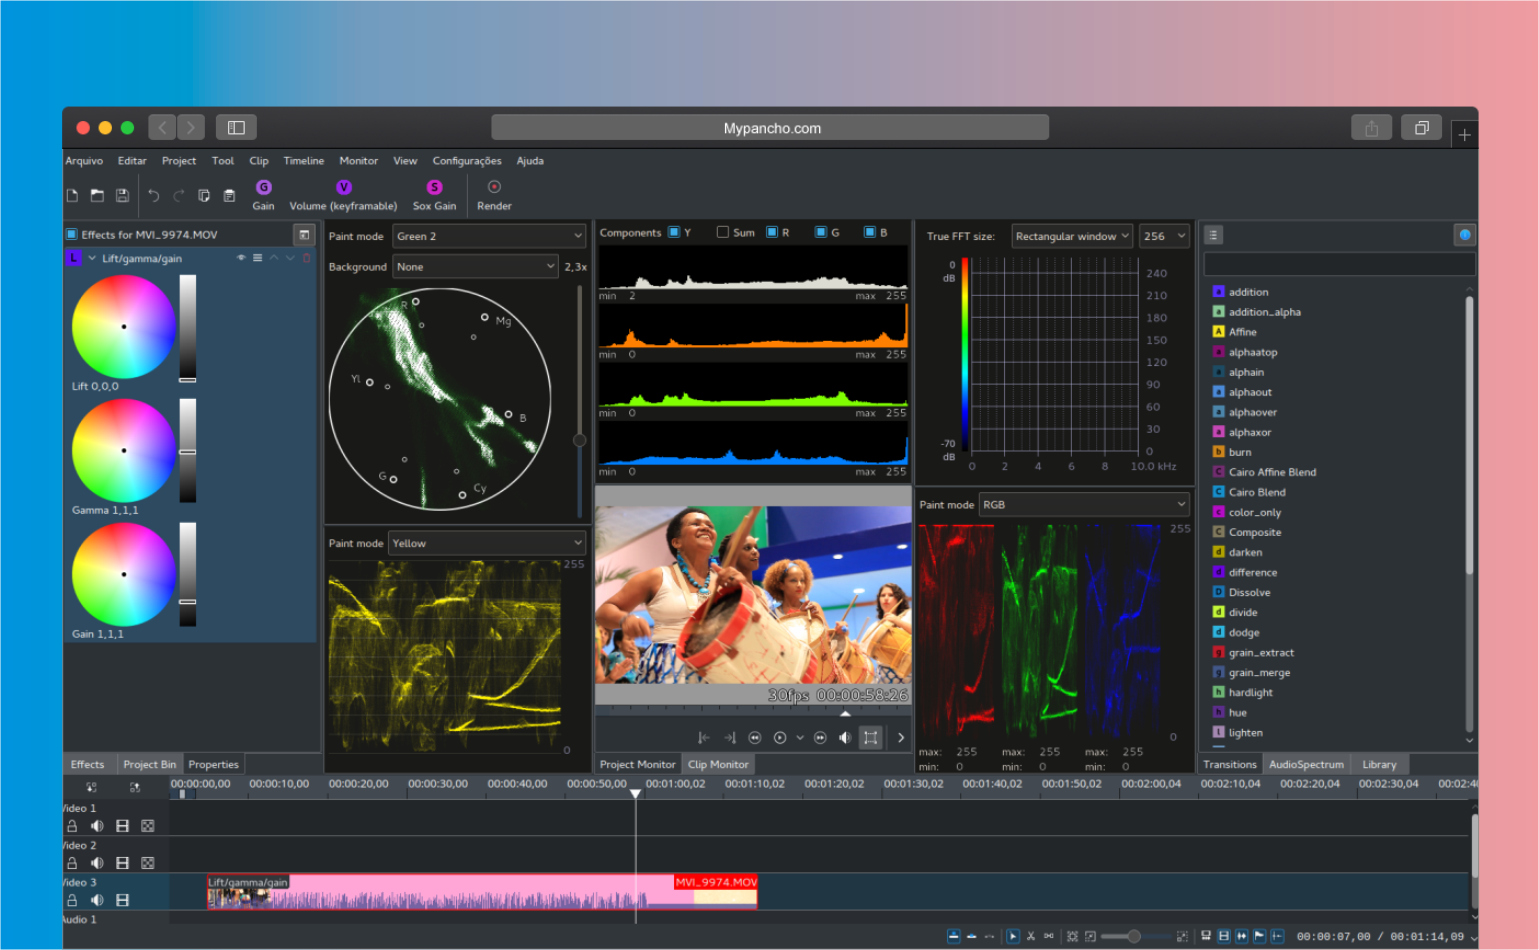 Mypancho.com
Arquivo Editar Project Tool Clip Timeline Monitor View Configurações Ajuda
G V S
Gain Volume (keyframable) Sox Gain Render
Effects for MVI_9974.MOV
L Lift/gamma/gain
Lift 0,0,0
Gamma 1,1,1
Gain 1,1,1
Effects Project Bin Properties
Paint mode Green 2
Background None 2,3x
R
Mg
Yl
B
G
Cy
Paint mode Yellow
255
0
Components Y Sum R G B
min 2 max 255
min 0 max 255
min 0 max 255
min 0 max 255
30fps 00:00:58:26
Project Monitor Clip Monitor
True FFT size: Rectangular window 256
0
dB
-70
dB
240
210
180
150
120
90
60
30
0
0 2 4 6 8 10.0 kHz
Paint mode RGB
255
0
max: 255 max: 255 max: 255
min: 0 min: 0 min: 0
a addition
a addition_alpha
A Affine
a alphaatop
a alphain
a alphaout
a alphaover
a alphaxor
b burn
C Cairo Affine Blend
C Cairo Blend
c color_only
C Composite
d darken
d difference
D Dissolve
d divide
d dodge
g grain_extract
g grain_merge
h hardlight
h hue
l lighten
Transitions AudioSpectrum Library
00:00:00,00 00:00:10,00 00:00:20,00 00:00:30,00 00:00:40,00 00:00:50,00 00:01:00,02 00:01:10,02 00:01:20,02 00:01:30,02 00:01:40,02 00:01:50,02 00:02:00,04 00:02:10,04 00:02:20,04 00:02:30,04 00:02:4
Video 1
Video 2
Video 3
Lift/gamma/gain MVI_9974.MOV
Audio 1
00:00:07,00 / 00:01:14,09